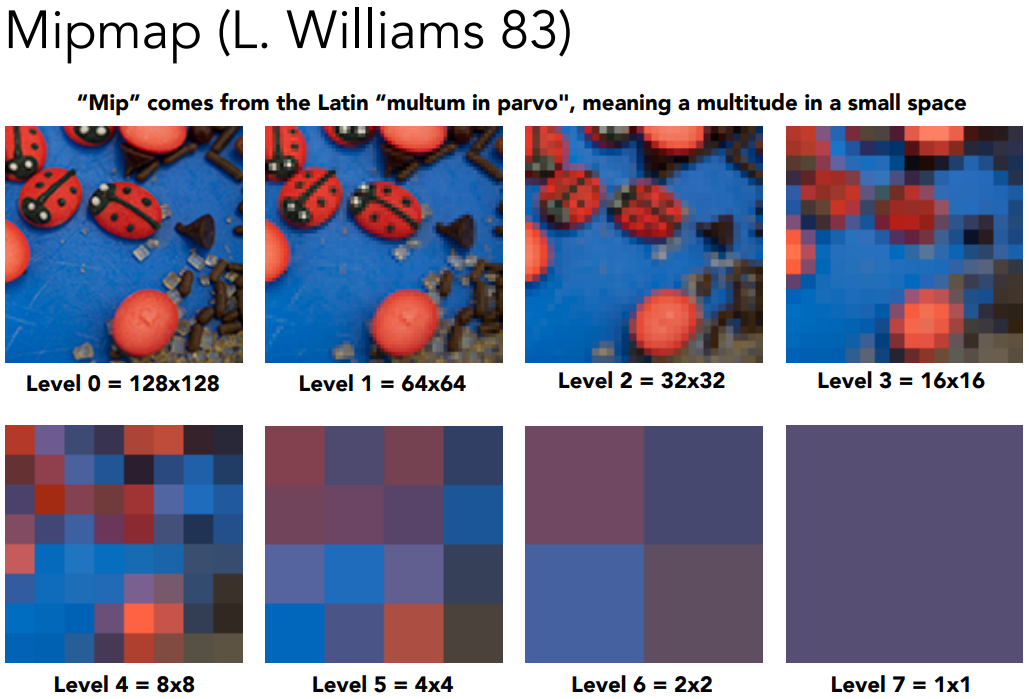 Mipmap (L. Williams 83)
“Mip” comes from the Latin “multum in parvo", meaning a multitude in a small space
Level 0 = 128x128
Level 1 = 64x64
Level 2 = 32x32
Level 3 = 16x16
Level 4 = 8x8
Level 5 = 4x4
Level 6 = 2x2
Level 7 = 1x1